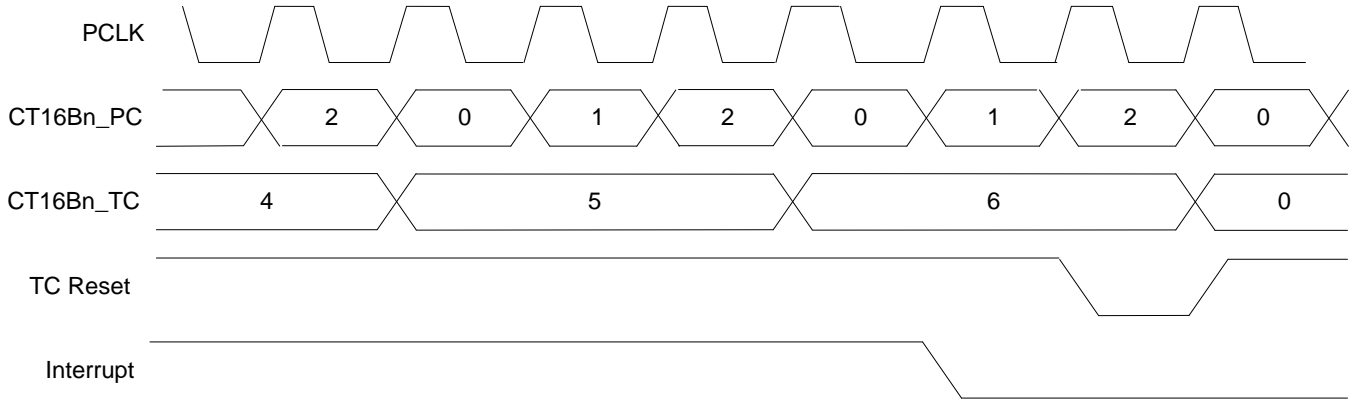 PCLK
CT16Bn_PC 2 0 1 2 0 1 2 0
CT16Bn_TC 4 5 6 0
TC Reset
Interrupt